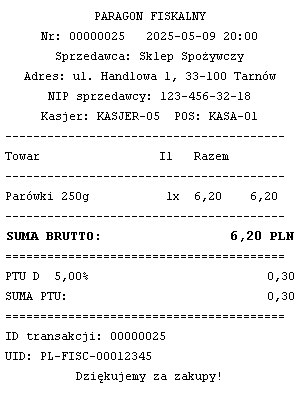 PARAGON FISKALNY
Nr: 00000025   2025-05-09 20:00
Sprzedawca: Sklep Spożywczy
Adres: ul. Handlowa 1, 33-100 Tarnów
NIP sprzedawcy: 123-456-32-18
Kasjer: KASJER-05  POS: KASA-01
----------------------------------------
Towar                 Il   Razem
----------------------------------------
Parówki 250g           1x  6,20    6,20
----------------------------------------
SUMA BRUTTO:                  6,20 PLN
========================================
PTU D  5,00%                         0,30
SUMA PTU:                            0,30
========================================
ID transakcji: 00000025
UID: PL-FISC-00012345
Dziękujemy za zakupy!